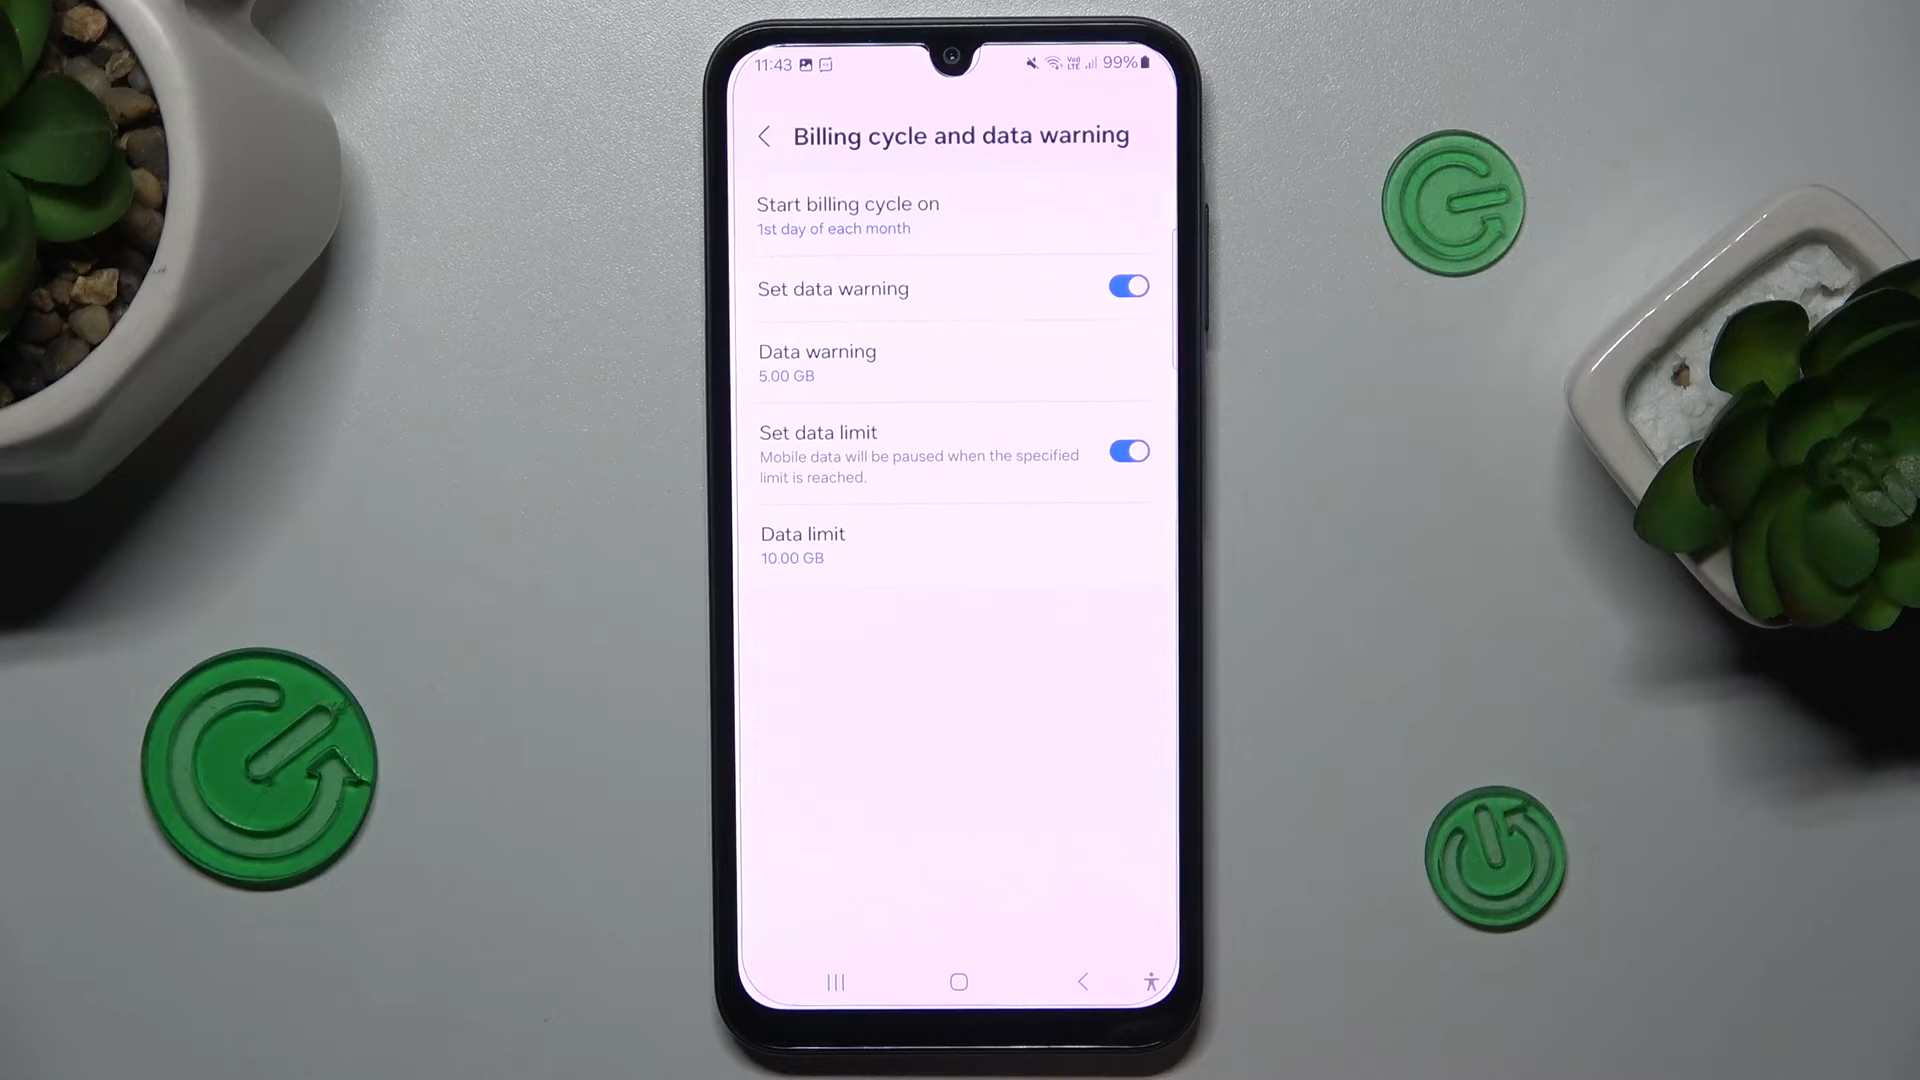 11:43 99%
Billing cycle and data warning
Start billing cycle on
1st day of each month
Set data warning
Data warning
5.00 GB
Set data limit
Mobile data will be paused when the specified
limit is reached.
Data limit
10.00 GB